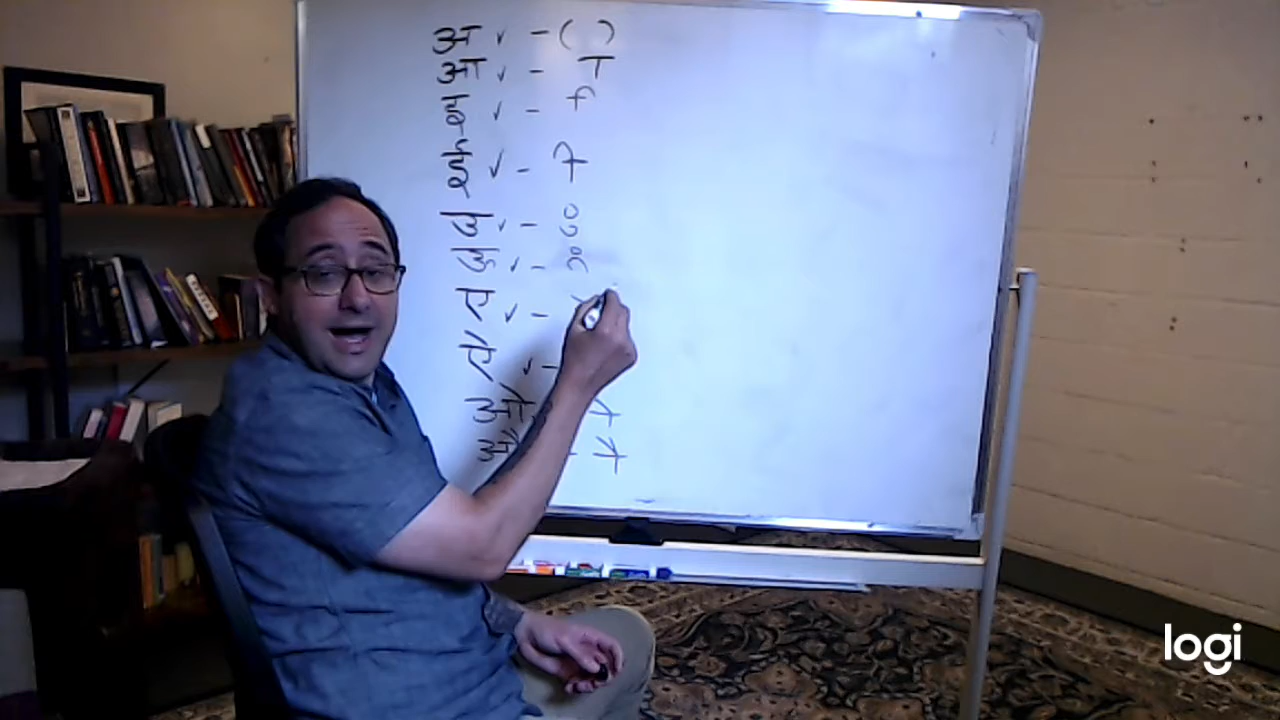 अ ✓ - ( )
आ ✓ - ा
इ ✓ - ि
ई ✓ - ी
उ ✓ - ु
ऊ ✓ - ू
ए ✓ - े
ऐ ✓ -
ओ ो
औ ौ
logi